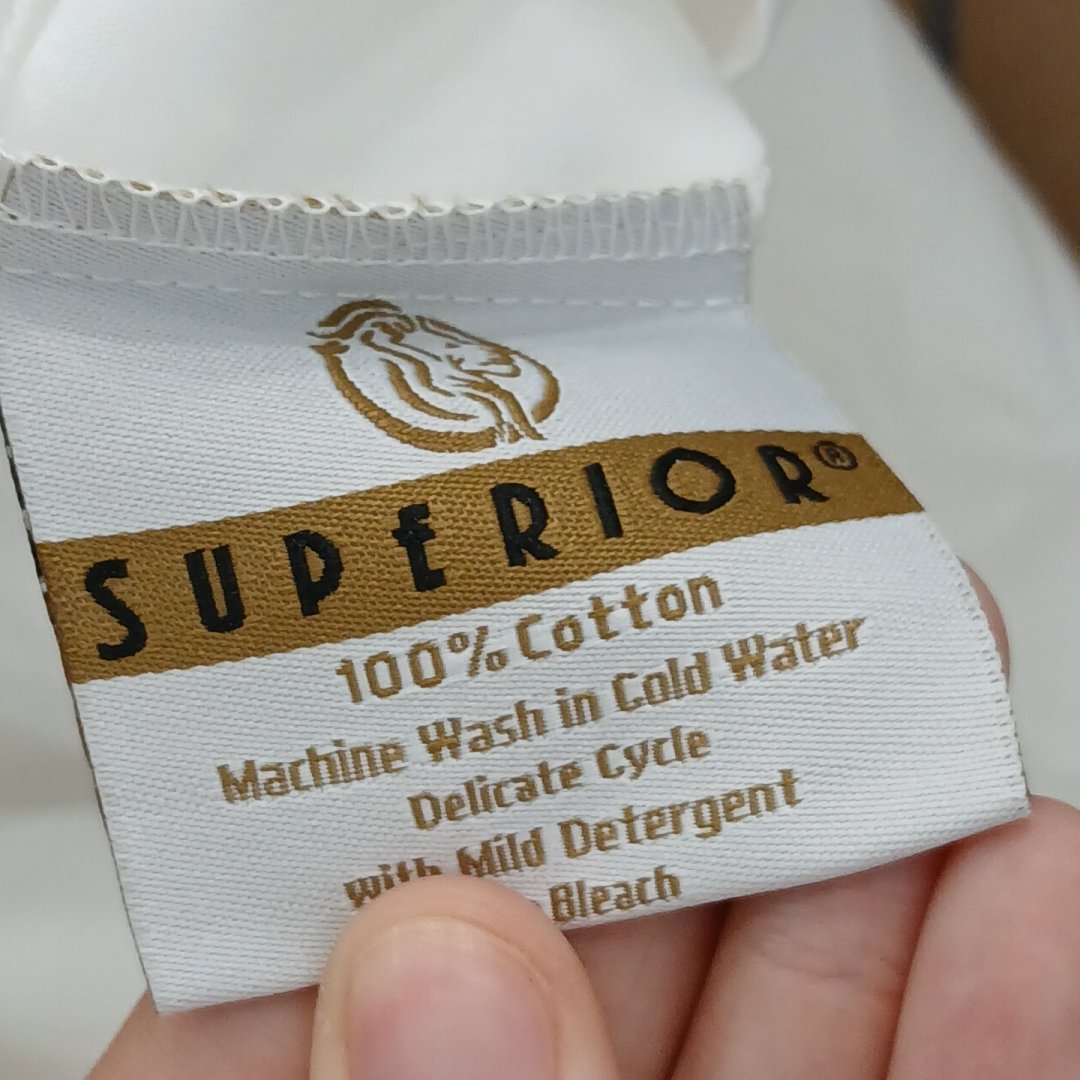 SUPERIOR®
100% Cotton
Machine Wash in Cold Water
Delicate Cycle
with Mild Detergent
Bleach